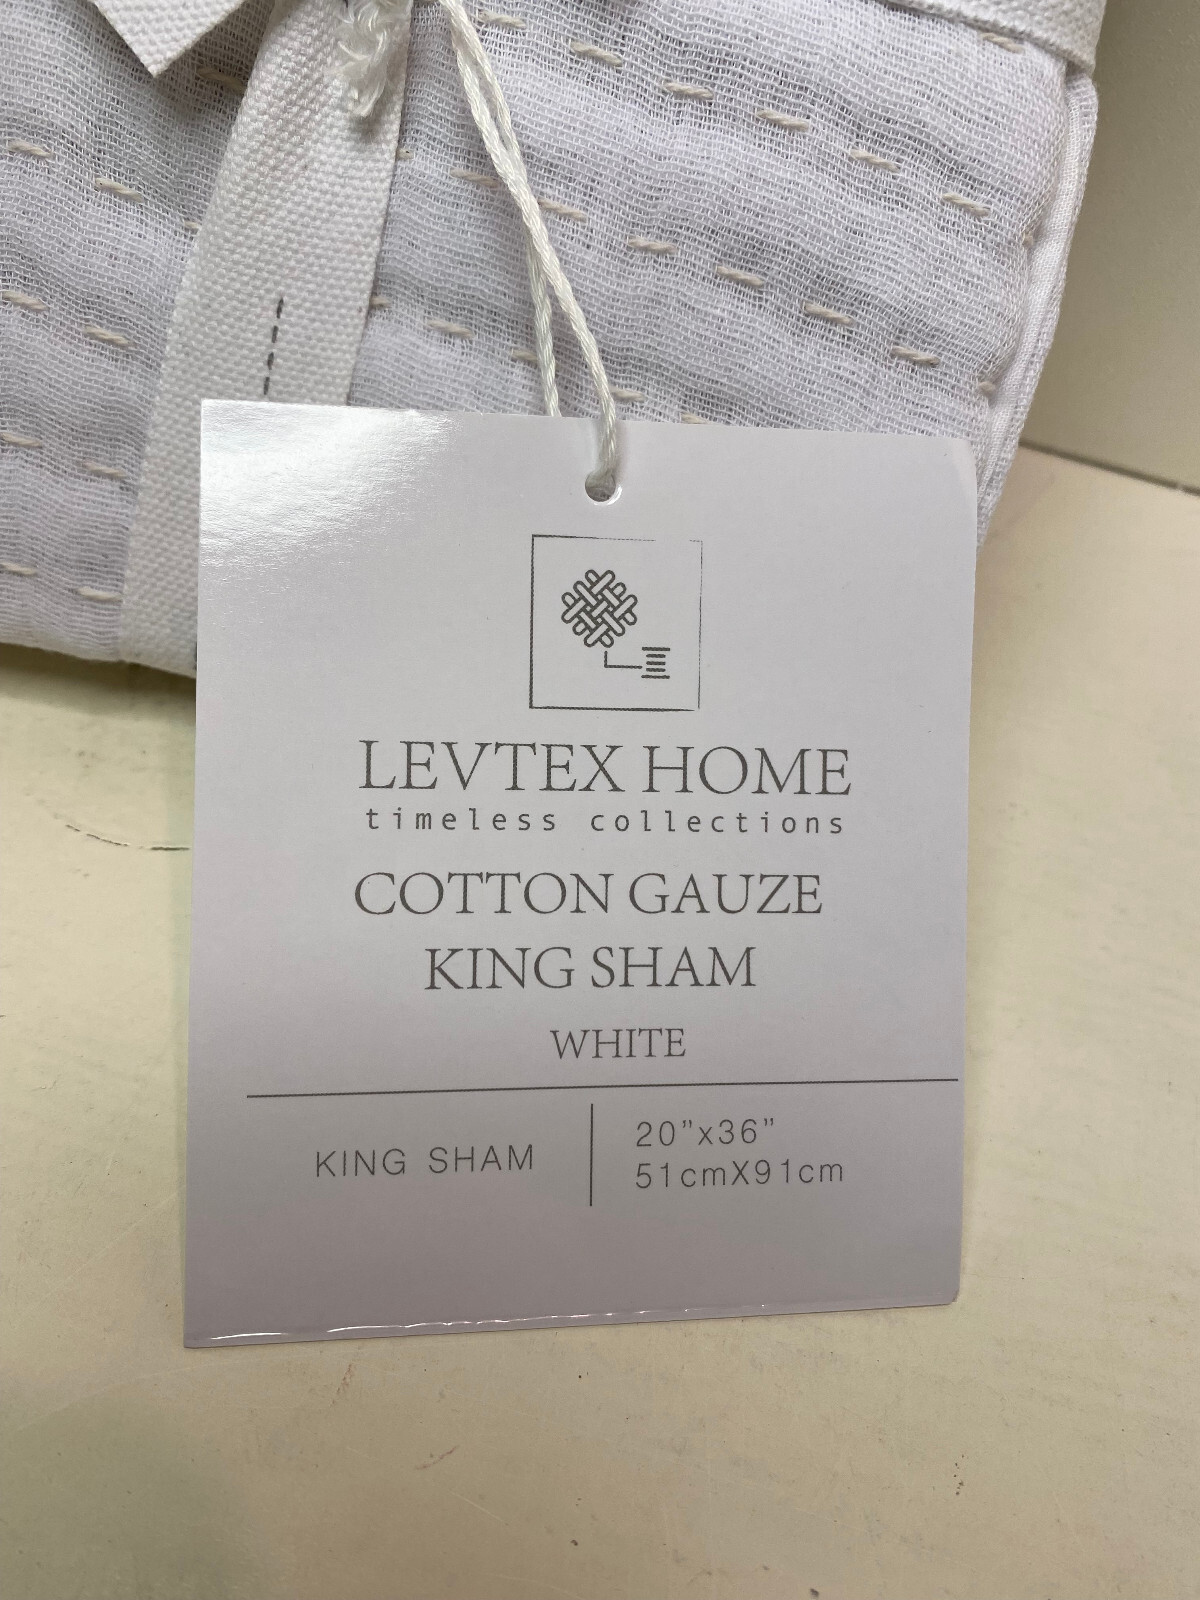 LEVTEX HOME
timeless collections
COTTON GAUZE
KING SHAM
WHITE
KING SHAM
20”x36”
51cmX91cm